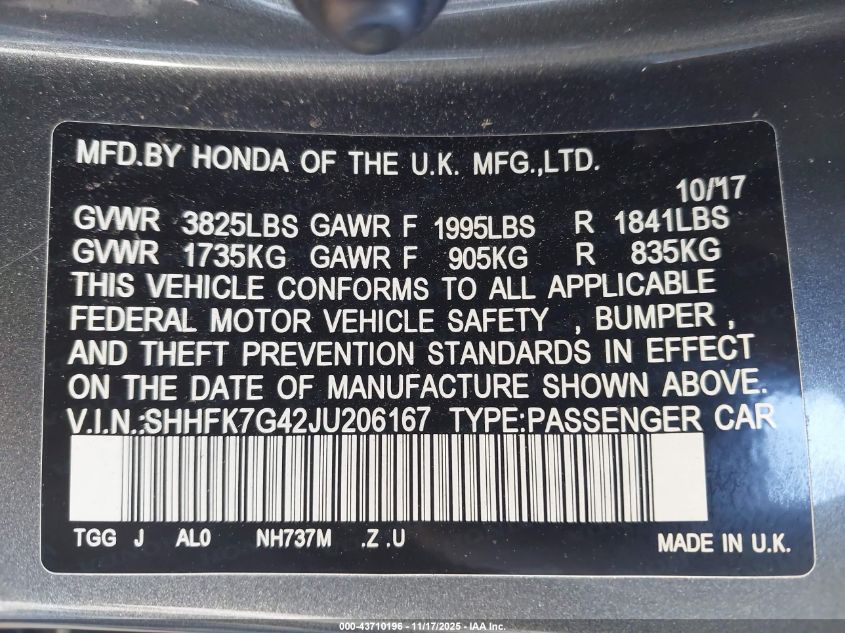 MFD.BY HONDA OF THE U.K. MFG.,LTD.
10/17
GVWR 3825LBS GAWR F 1995LBS R 1841LBS
GVWR 1735KG GAWR F 905KG R 835KG
THIS VEHICLE CONFORMS TO ALL APPLICABLE
FEDERAL MOTOR VEHICLE SAFETY , BUMPER ,
AND THEFT PREVENTION STANDARDS IN EFFECT
ON THE DATE OF MANUFACTURE SHOWN ABOVE.
V.I.N.:SHHFK7G42JU206167 TYPE:PASSENGER CAR
TGG J AL0 NH737M .Z .U MADE IN U.K.
000-43710196 - 11/17/2025 - IAA Inc.